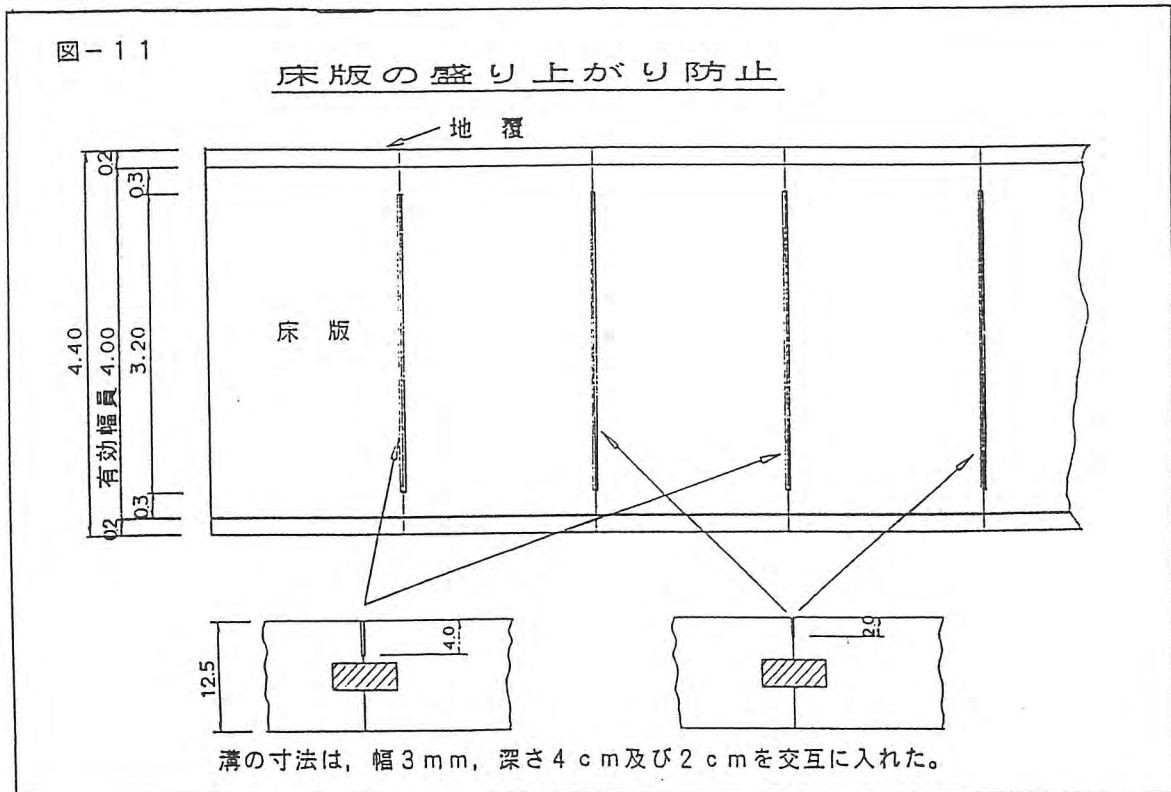 図－１１
床版の盛り上がり防止
地 覆
0.2
0.3
4.40
有効幅員 4.00
3.20
床 版
0.3
0.2
12.5
4.0
2.0
溝の寸法は，幅３mm，深さ４cm及び２cmを交互に入れた。